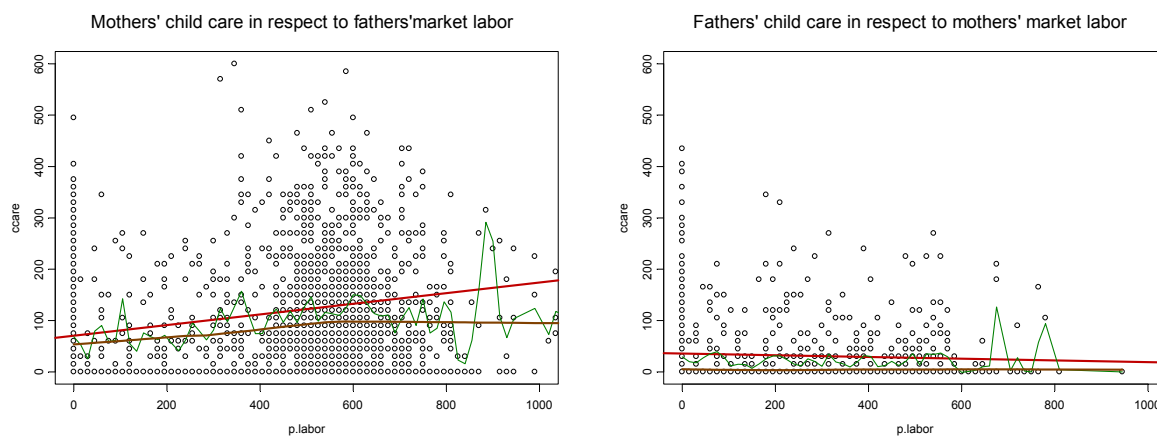 Mothers' child care in respect to fathers'market labor
600
500
400
300
200
100
0
ccare
0 200 400 600 800 1000
p.labor
Fathers' child care in respect to mothers' market labor
600
500
400
300
200
100
0
ccare
0 200 400 600 800 1000
p.labor